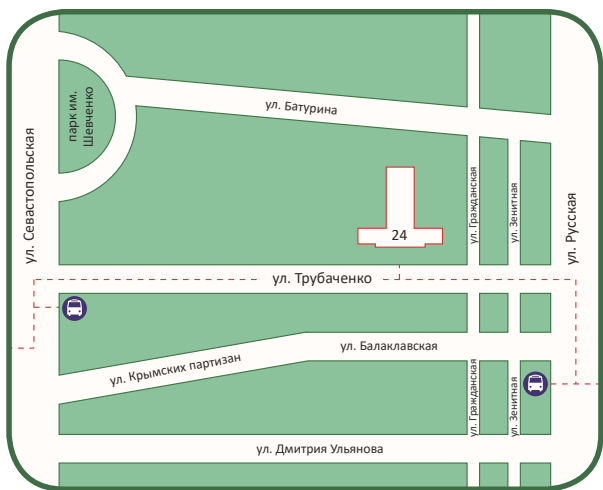 парк им.
Шевченко
ул. Батурина
ул. Севастопольская
ул. Гражданская
ул. Зенитная
ул. Русская
24
ул. Трубаченко
ул. Балаклавская
ул. Крымских партизан
ул. Гражданская
ул. Зенитная
ул. Дмитрия Ульянова